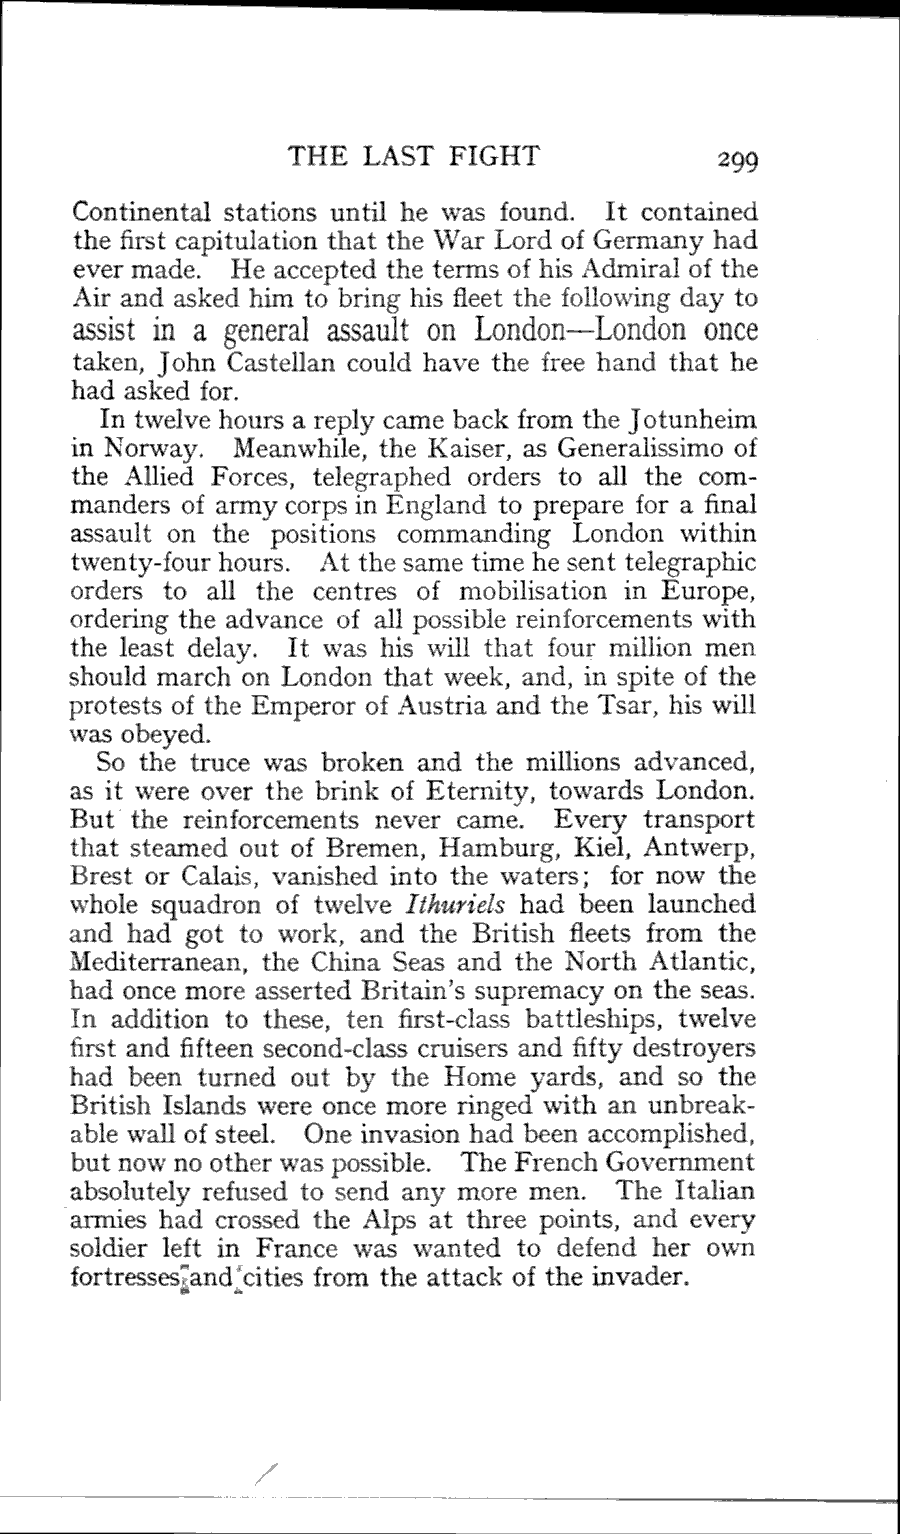 THE LAST FIGHT 299
Continental stations until he was found. It contained
the first capitulation that the War Lord of Germany had
ever made. He accepted the terms of his Admiral of the
Air and asked him to bring his fleet the following day to
assist in a general assault on London—London once
taken, John Castellan could have the free hand that he
had asked for.
In twelve hours a reply came back from the Jotunheim
in Norway. Meanwhile, the Kaiser, as Generalissimo of
the Allied Forces, telegraphed orders to all the com-
manders of army corps in England to prepare for a final
assault on the positions commanding London within
twenty-four hours. At the same time he sent telegraphic
orders to all the centres of mobilisation in Europe,
ordering the advance of all possible reinforcements with
the least delay. It was his will that four million men
should march on London that week, and, in spite of the
protests of the Emperor of Austria and the Tsar, his will
was obeyed.
So the truce was broken and the millions advanced,
as it were over the brink of Eternity, towards London.
But the reinforcements never came. Every transport
that steamed out of Bremen, Hamburg, Kiel, Antwerp,
Brest or Calais, vanished into the waters; for now the
whole squadron of twelve Ithuriels had been launched
and had got to work, and the British fleets from the
Mediterranean, the China Seas and the North Atlantic,
had once more asserted Britain's supremacy on the seas.
In addition to these, ten first-class battleships, twelve
first and fifteen second-class cruisers and fifty destroyers
had been turned out by the Home yards, and so the
British Islands were once more ringed with an unbreak-
able wall of steel. One invasion had been accomplished,
but now no other was possible. The French Government
absolutely refused to send any more men. The Italian
armies had crossed the Alps at three points, and every
soldier left in France was wanted to defend her own
fortresses and cities from the attack of the invader.